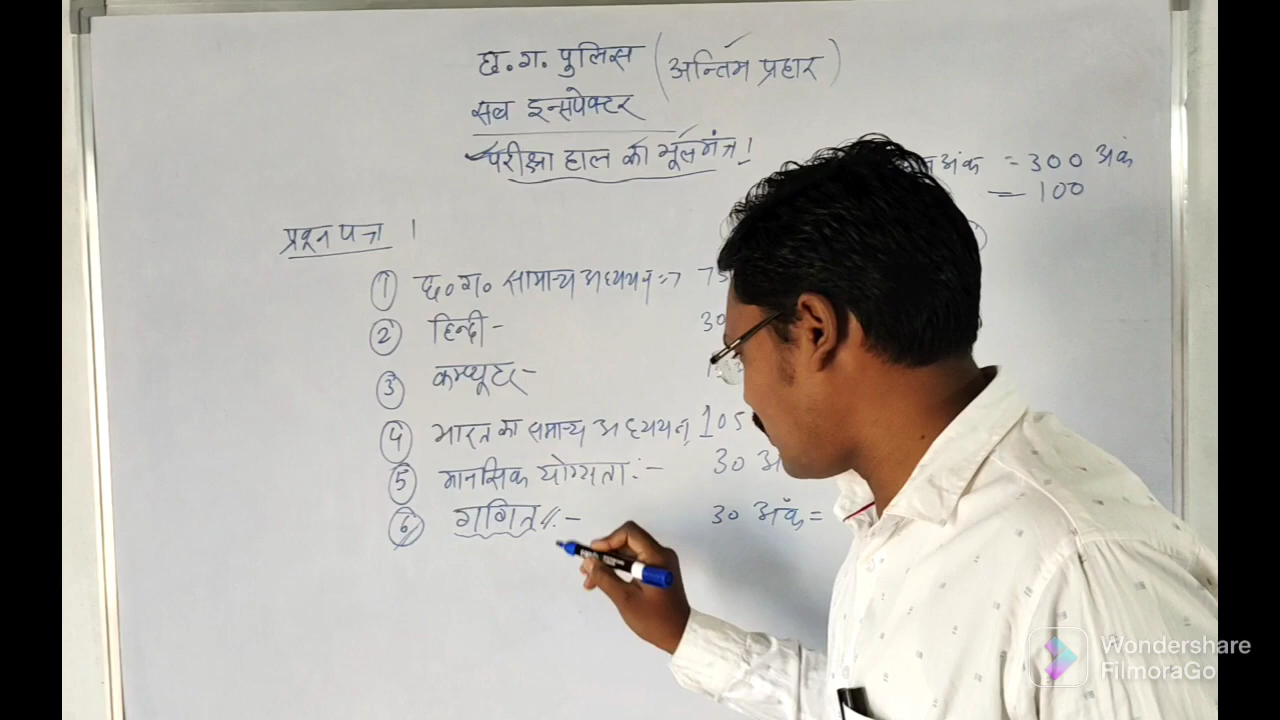 छ. ग. पुलिस (अन्तिम प्रहार)
सब इन्सपेक्टर
परीक्षा हाल का मूलमंत्र!
अंक = 300 अंक
= 100
प्रश्न पत्र ।
① छ. ग. सामान्य अध्ययन :→ 75
② हिन्दी - 30
③ कम्प्यूटर -
④ भारत का सामान्य अध्ययन 105
⑤ मानसिक योग्यता :- 30 अं
⑥ गणित :- 30 अंक =
Wondershare
FilmoraGo